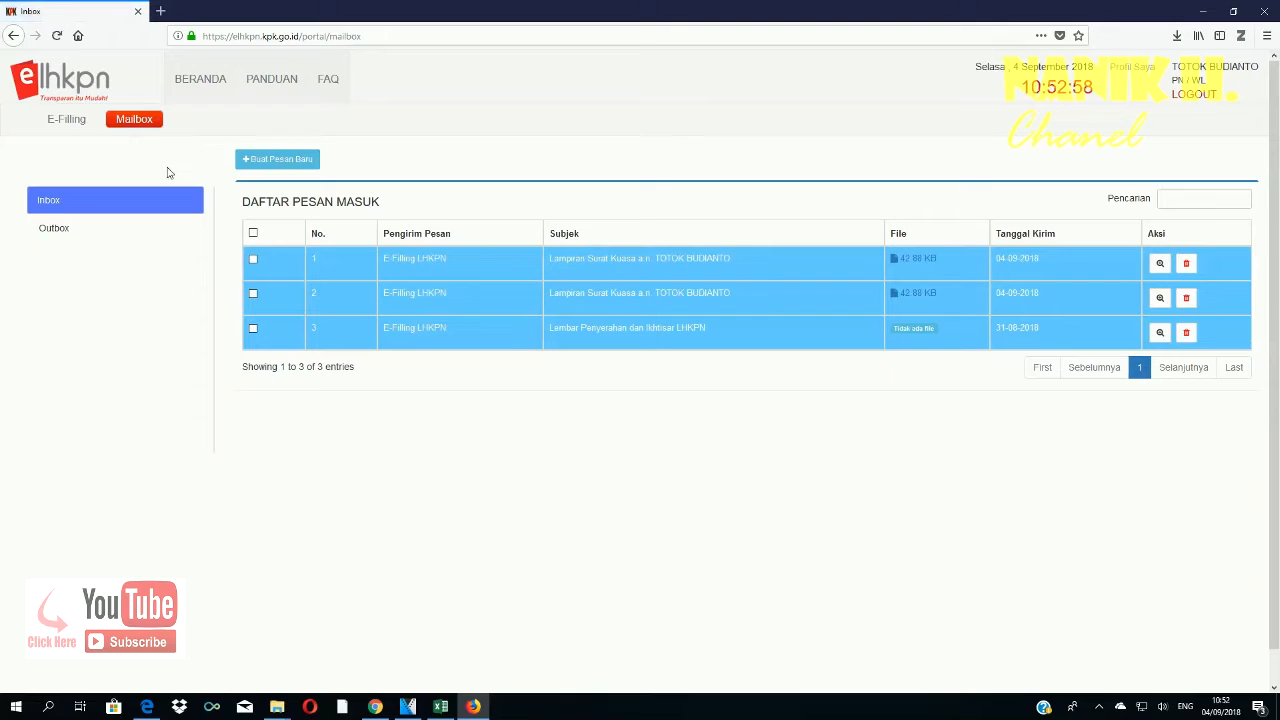 Inbox
https://elhkpn.kpk.go.id/portal/mailbox
elhkpn
Transparan itu Mudah!
BERANDA PANDUAN FAQ
Selasa, 4 September 2018
10:52:58
Profil Saya
TOTOK BUDIANTO
PN / WL
LOGOUT
Chanel
E-Filling Mailbox
Buat Pesan Baru
Inbox
Outbox
DAFTAR PESAN MASUK
Pencarian
No. Pengirim Pesan Subjek File Tanggal Kirim Aksi
1 E-Filling LHKPN Lampiran Surat Kuasa a.n. TOTOK BUDIANTO 42.88 KB 04-09-2018
2 E-Filling LHKPN Lampiran Surat Kuasa a.n. TOTOK BUDIANTO 42.88 KB 04-09-2018
3 E-Filling LHKPN Lembar Penyerahan dan Ikhtisar LHKPN Tidak ada file 31-08-2018
Showing 1 to 3 of 3 entries
First Sebelumnya 1 Selanjutnya Last
YouTube
Click Here
Subscribe
ENG
10:52
04/09/2018